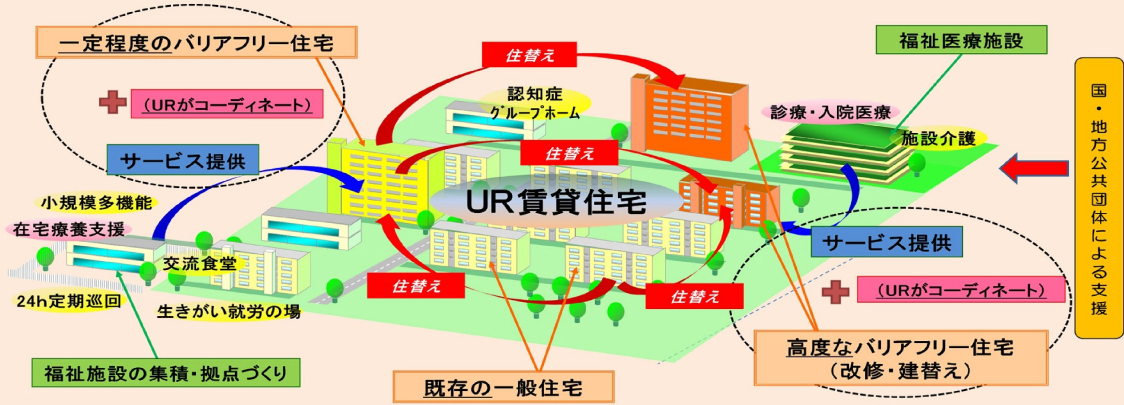 一定程度のバリアフリー住宅
(URがコーディネート)
サービス提供
小規模多機能
在宅療養支援
交流食堂
24h定期巡回
生きがい就労の場
福祉施設の集積・拠点づくり
住替え
認知症
グループホーム
住替え
UR賃貸住宅
住替え
住替え
既存の一般住宅
福祉医療施設
診療・入院医療
施設介護
サービス提供
(URがコーディネート)
高度なバリアフリー住宅
(改修・建替え)
国・地方公共団体による支援